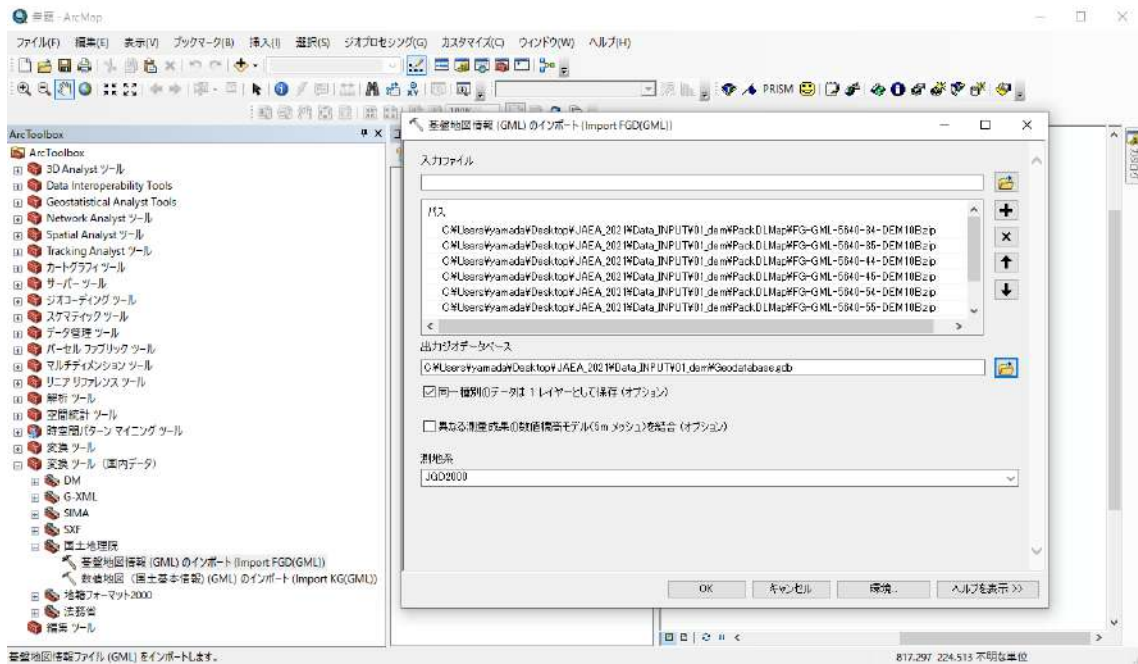 無題 - ArcMap
ファイル(F) 編集(E) 表示(V) ブックマーク(B) 挿入(I) 選択(S) ジオプロセシング(G) カスタマイズ(C) ウィンドウ(W) ヘルプ(H)
PRISM
100%
ArcToolbox
ArcToolbox
3D Analyst ツール
Data Interoperability Tools
Geostatistical Analyst Tools
Network Analyst ツール
Spatial Analyst ツール
Tracking Analyst ツール
カートグラフィ ツール
サーバー ツール
ジオコーディング ツール
スケマティック ツール
データ管理 ツール
パーセル ファブリック ツール
マルチディメンション ツール
リニア リファレンス ツール
解析 ツール
空間統計 ツール
時空間パターン マイニング ツール
変換 ツール
変換 ツール（国内データ）
DM
G-XML
SIMA
SXF
国土地理院
基盤地図情報 (GML) のインポート (Import FGD(GML))
数値地図（国土基本情報) (GML) のインポート (Import KG(GML))
地籍フォーマット2000
法務省
編集 ツール
基盤地図情報 (GML) のインポート (Import FGD(GML))
入力ファイル
パス
C:¥Users¥yamada¥Desktop¥JAEA_2021¥Data_INPUT¥01_dem¥PackDLMap¥FG-GML-5640-34-DEM10B.zip
C:¥Users¥yamada¥Desktop¥JAEA_2021¥Data_INPUT¥01_dem¥PackDLMap¥FG-GML-5640-35-DEM10B.zip
C:¥Users¥yamada¥Desktop¥JAEA_2021¥Data_INPUT¥01_dem¥PackDLMap¥FG-GML-5640-44-DEM10B.zip
C:¥Users¥yamada¥Desktop¥JAEA_2021¥Data_INPUT¥01_dem¥PackDLMap¥FG-GML-5640-45-DEM10B.zip
C:¥Users¥yamada¥Desktop¥JAEA_2021¥Data_INPUT¥01_dem¥PackDLMap¥FG-GML-5640-54-DEM10B.zip
C:¥Users¥yamada¥Desktop¥JAEA_2021¥Data_INPUT¥01_dem¥PackDLMap¥FG-GML-5640-55-DEM10B.zip
出力ジオデータベース
C:¥Users¥yamada¥Desktop¥JAEA_2021¥Data_INPUT¥01_dem¥Geodatabase.gdb
同一種別のデータは 1 レイヤーとして保存 (オプション)
異なる測量成果の数値標高モデル(5m メッシュ)を結合 (オプション)
測地系
JGD2000
OK キャンセル 環境... ヘルプを表示 >>
カタログ
基盤地図情報ファイル (GML) をインポートします。
817.297 224.513 不明な単位